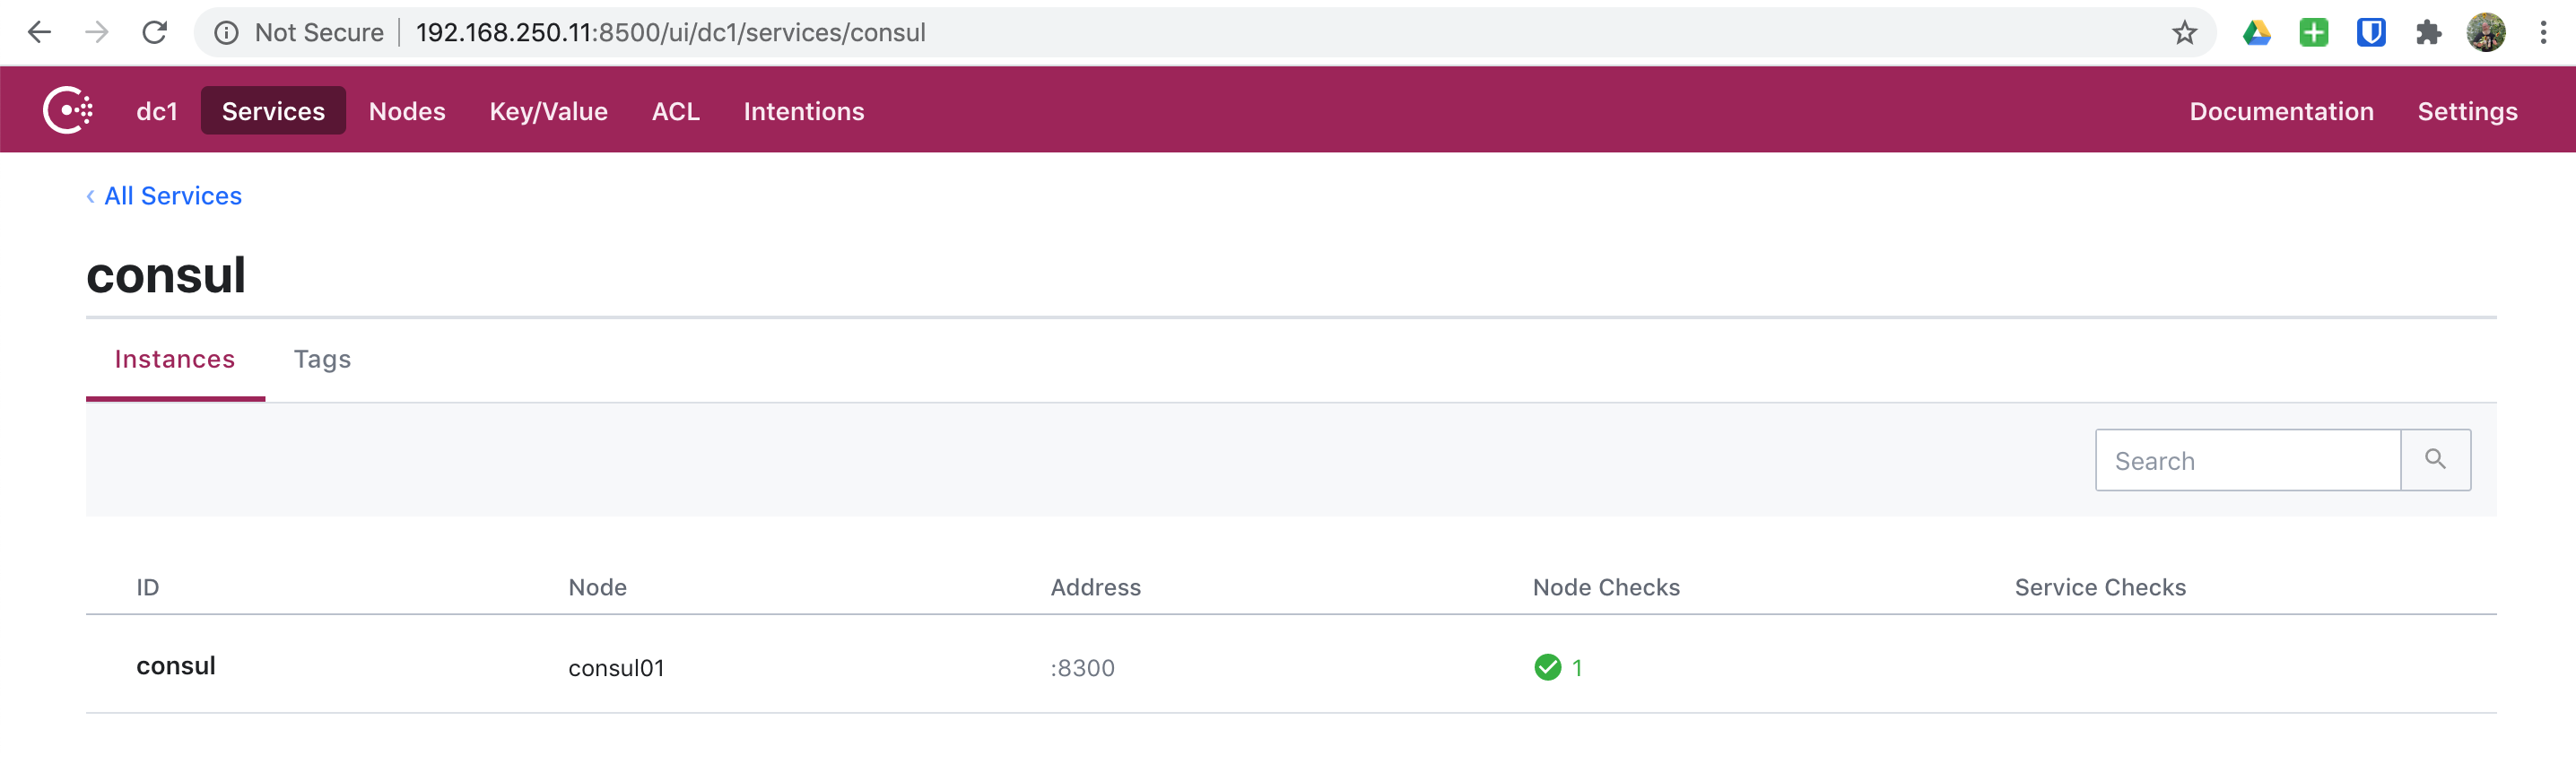 Not Secure 192.168.250.11:8500/ui/dc1/services/consul
dc1 Services Nodes Key/Value ACL Intentions Documentation Settings
‹ All Services
consul
Instances Tags
Search
ID Node Address Node Checks Service Checks
consul consul01 :8300 1